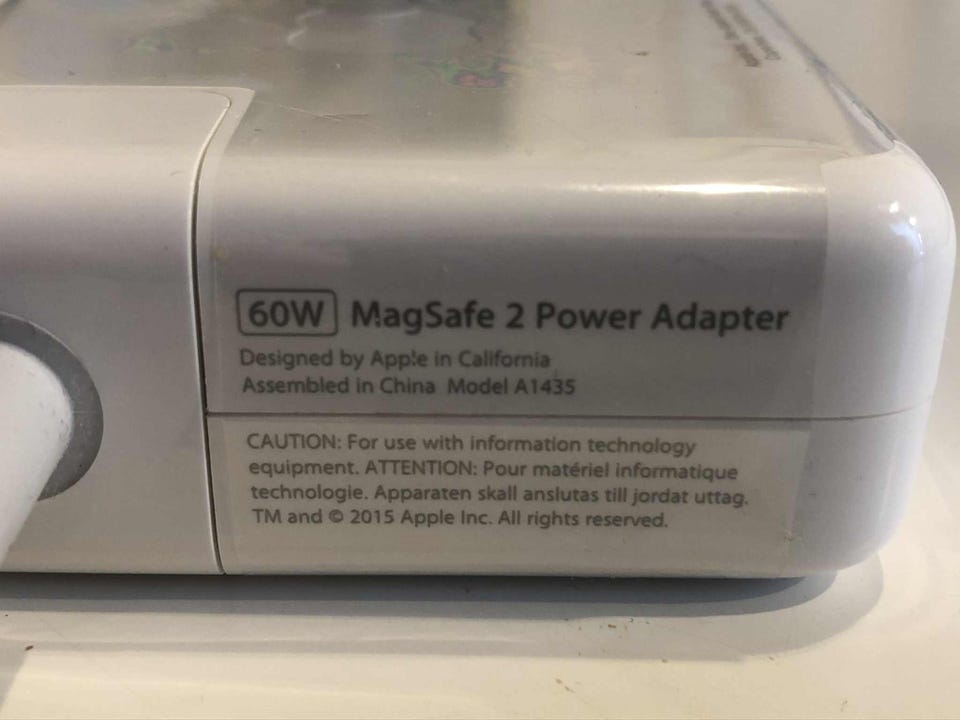 60W MagSafe 2 Power Adapter
Designed by Apple in California
Assembled in China Model A1435
CAUTION: For use with information technology
equipment. ATTENTION: Pour matériel informatique
technologie. Apparaten skall anslutas till jordat uttag.
TM and © 2015 Apple Inc. All rights reserved.